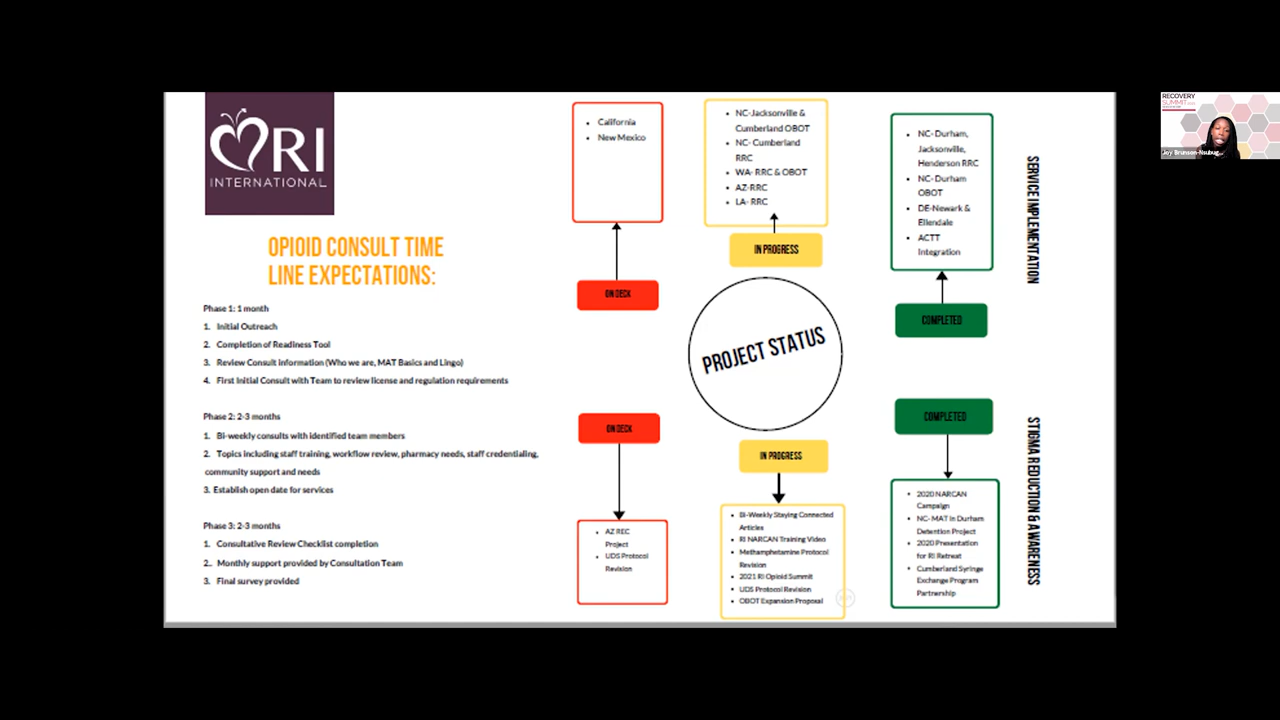 RI
INTERNATIONAL
OPIOID CONSULT TIME
LINE EXPECTATIONS:
Phase 1: 1 month
1. Initial Outreach
2. Completion of Readiness Tool
3. Review Consult information (Who we are, MAT Basics and Lingo)
4. First Initial Consult with Team to review license and regulation requirements
Phase 2: 2-3 months
1. Bi-weekly consults with identified team members
2. Topics including staff training, workflow review, pharmacy needs, staff credentialing,
community support and needs
3. Establish open date for services
Phase 3: 2-3 months
1. Consultative Review Checklist completion
2. Monthly support provided by Consultation Team
3. Final survey provided
• California
• New Mexico
ON DECK
• NC-Jacksonville &
Cumberland OBOT
• NC- Cumberland
RRC
• WA- RRC & OBOT
• AZ-RRC
• LA- RRC
IN PROGRESS
• NC-Durham,
Jacksonville,
Henderson RRC
• NC-Durham
OBOT
• DE-Newark &
Ellendale
• ACTT
Integration
COMPLETED
SERVICE IMPLEMENTATION
PROJECT STATUS
ON DECK
• AZ REC
Project
• UDS Protocol
Revision
IN PROGRESS
• Bi-Weekly Staying Connected
Articles
• RI NARCAN Training Video
• Methamphetamine Protocol
Revision
• 2021 RI Opioid Summit
• UDS Protocol Revision
• OBOT Expansion Proposal
COMPLETED
• 2020 NARCAN
Campaign
• NC- MAT in Durham
Detention Project
• 2020 Presentation
for RI Retreat
• Cumberland Syringe
Exchange Program
Partnership
STIGMA REDUCTION & AWARENESS
RECOVERY
SUMMIT
Joy Brunson-Nsubug...